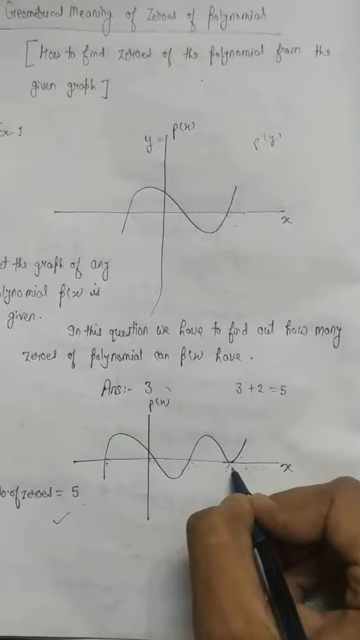 Geometrical Meaning of Zeroes of Polynomial
[How to find zeroes of the polynomial from the
given graph]
Ex-1
y = p(x)
p(y)
x
et the graph of any
olynomial p(x) is
given.
In this question we have to find out how many
zeroes of polynomial can p(x) have.
Ans:- 3
3+2=5
p(x)
x
o.of zeroes = 5